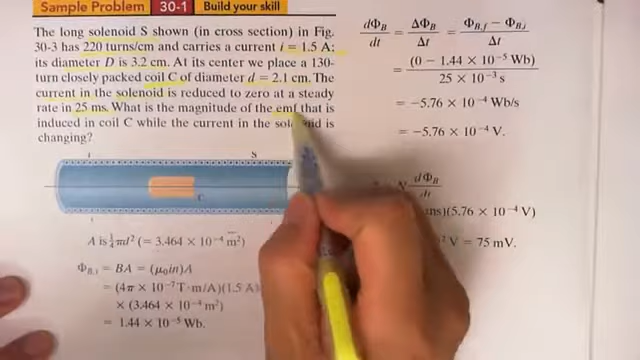 Sample Problem 30-1 Build your skill
The long solenoid S shown (in cross section) in Fig.
30-3 has 220 turns/cm and carries a current i = 1.5 A;
its diameter D is 3.2 cm. At its center we place a 130-
turn closely packed coil C of diameter d = 2.1 cm. The
current in the solenoid is reduced to zero at a steady
rate in 25 ms. What is the magnitude of the emf that is
induced in coil C while the current in the solenoid is
changing?
S
C
A is ¼πd² (= 3.464 × 10⁻⁴ m²)
Φ_B,i = BA = (μ₀in)A
= (4π × 10⁻⁷ T·m/A)(1.5 A)
× (3.464 × 10⁻⁴ m²)
= 1.44 × 10⁻⁵ Wb.
dΦ_B/dt = ΔΦ_B/Δt = (Φ_B,f − Φ_B,i)/Δt
= (0 − 1.44 × 10⁻⁵ Wb)/(25 × 10⁻³ s)
= −5.76 × 10⁻⁴ Wb/s
= −5.76 × 10⁻⁴ V.
N dΦ_B/dt
(5.76 × 10⁻⁴ V)
V = 75 mV.